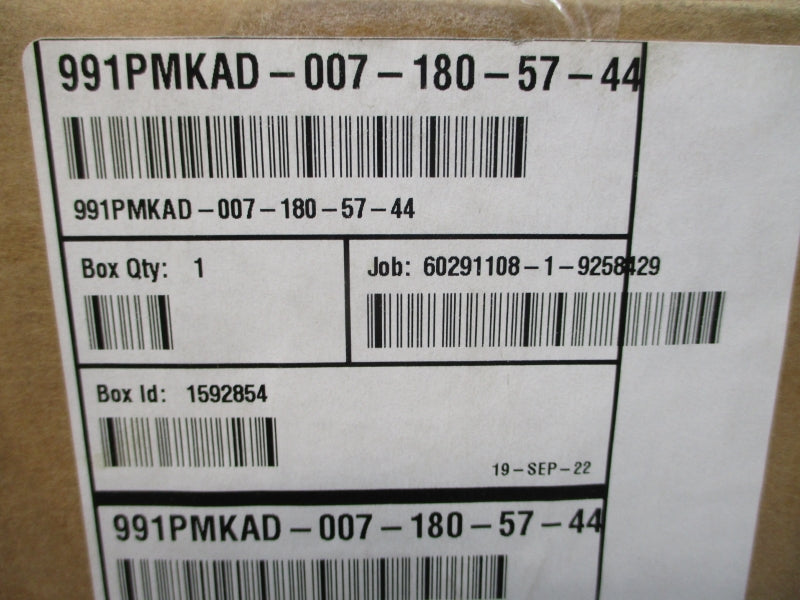 991PMKAD-007-180-57-44
991PMKAD-007-180-57-44
Box Qty: 1
Job: 60291108-1-9258429
Box Id: 1592854
19-SEP-22
991PMKAD-007-180-57-44